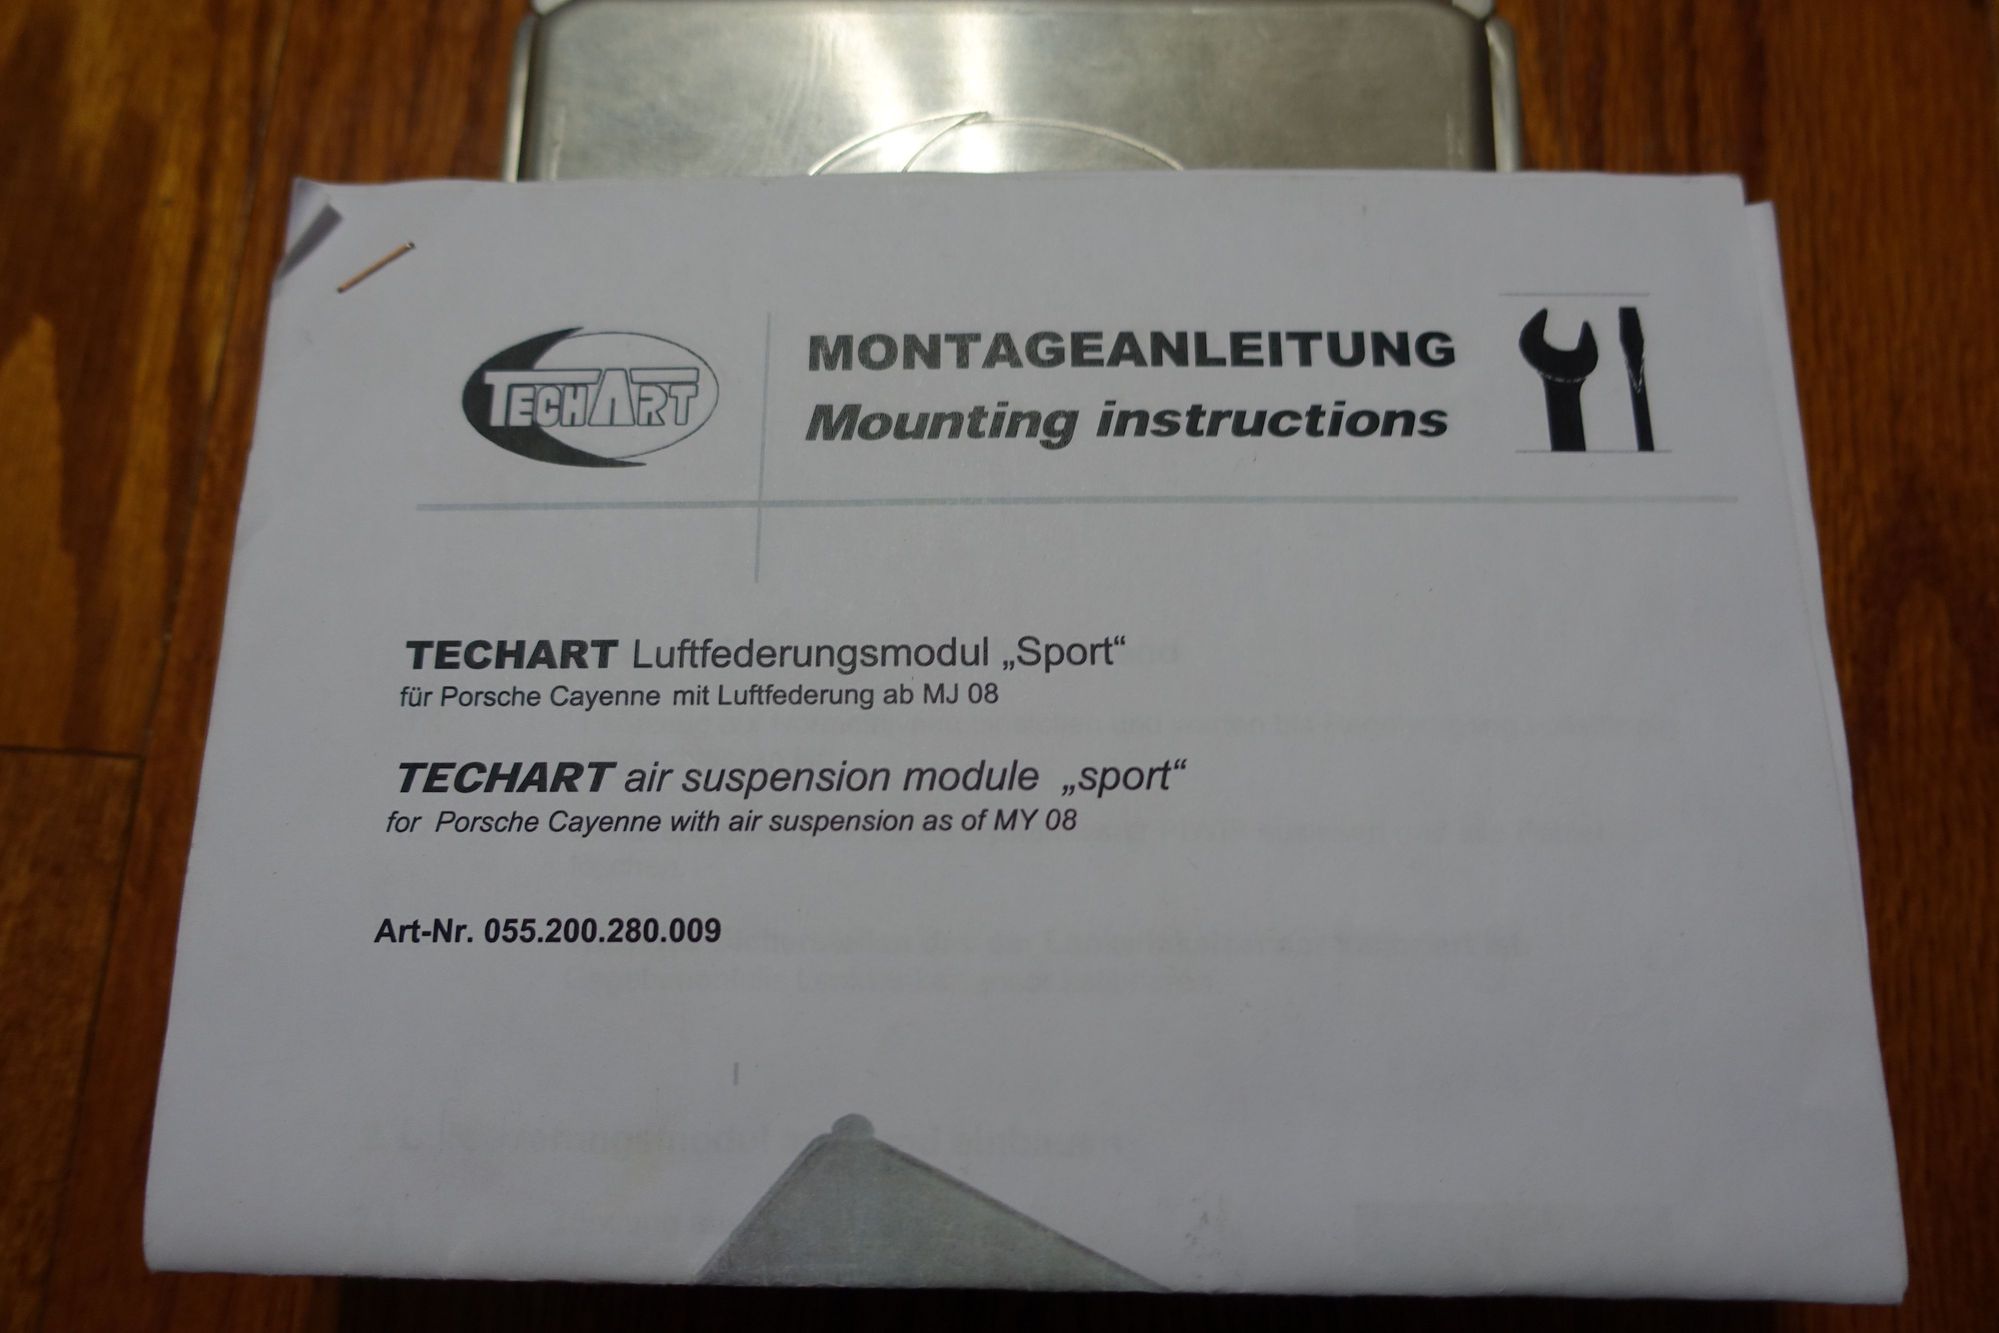 TECHART
MONTAGEANLEITUNG
Mounting instructions
TECHART Luftfederungsmodul „Sport“
für Porsche Cayenne mit Luftfederung ab MJ 08
TECHART air suspension module „sport“
for Porsche Cayenne with air suspension as of MY 08
Art-Nr. 055.200.280.009